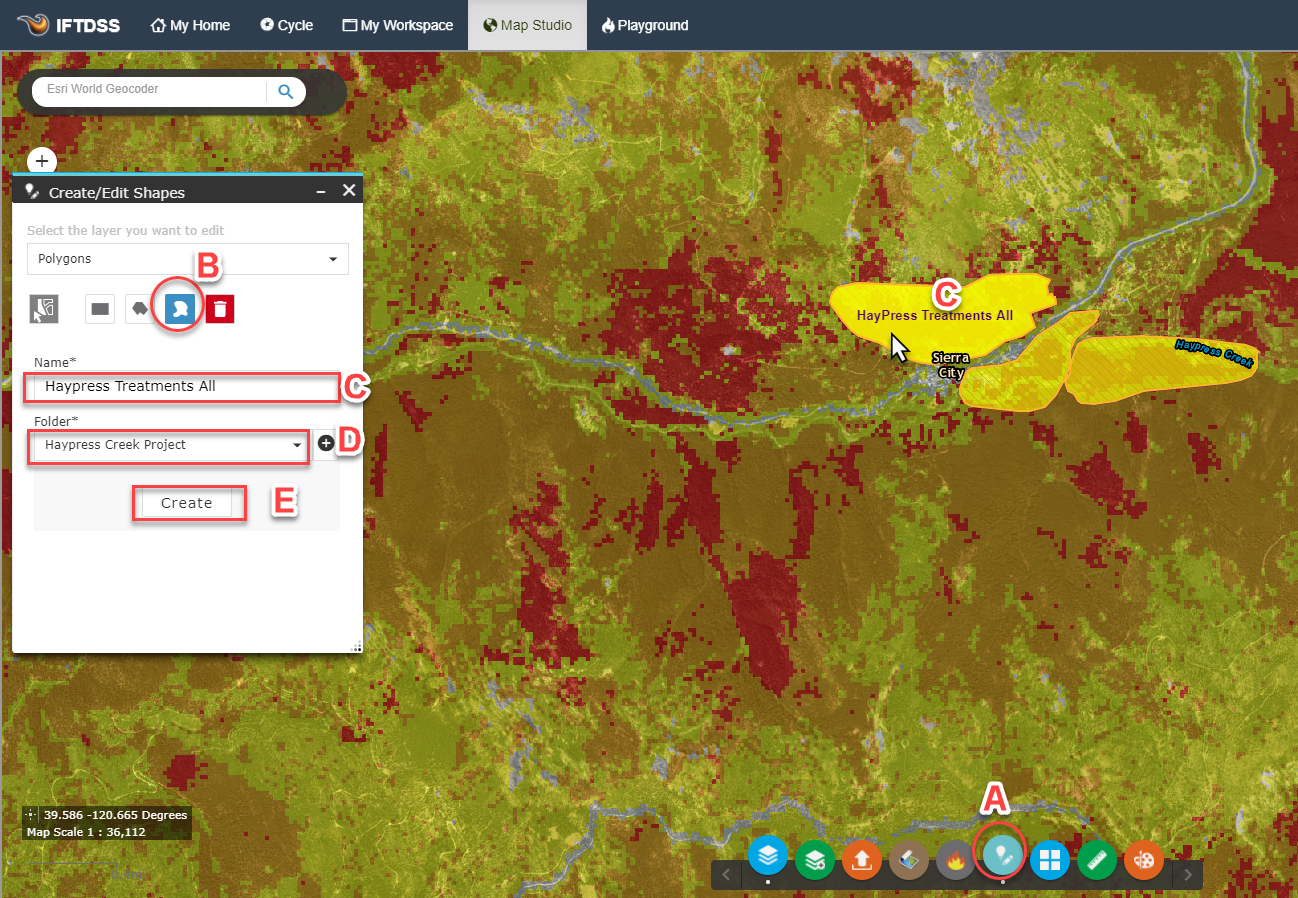 IFTDSS
My Home
Cycle
My Workspace
Map Studio
Playground
Esri World Geocoder
+
Create/Edit Shapes
Select the layer you want to edit
Polygons
B
Name*
Haypress Treatments All
C
Folder*
Haypress Creek Project
D
Create
E
C
HayPress Treatments All
Sierra
City
Haypress Creek
A
39.586 -120.665 Degrees
Map Scale 1 : 36,112